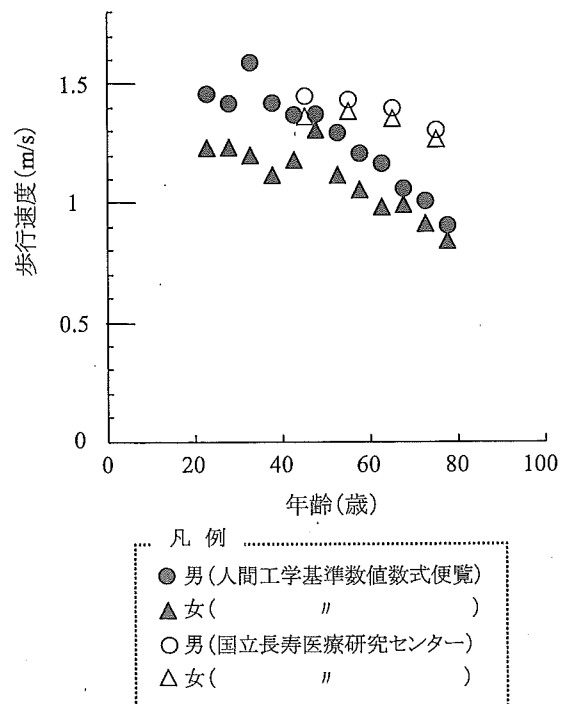 1.5
1
0.5
0
歩行速度(m/s)
0
20
40
60
80
100
年齢(歳)
凡 例
● 男(人間工学基準数値数式便覧)
▲ 女( 〃 )
○ 男(国立長寿医療研究センター)
△ 女( 〃 )